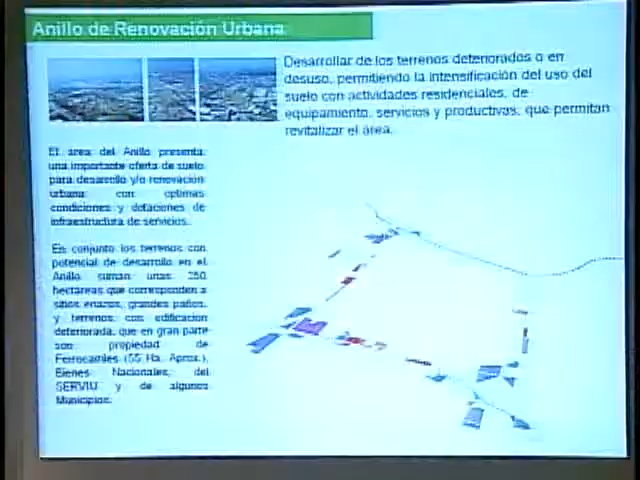 Anillo de Renovación Urbana
Desarrollar de los terrenos deteriorados o en
desuso, permitiendo la intensificación del uso del
suelo con actividades residenciales, de
equipamiento, servicios y productivas, que permitan
revitalizar el área.
El área del Anillo presenta,
una importante oferta de suelo
para desarrollo y/o renovación
urbana con optimas
condiciones y dotaciones de
infraestructura de servicios.
En conjunto los terrenos con
potencial de desarrollo en el
Anillo suman unas 250
hectáreas que corresponden a
sitios eriazos, grandes paños,
y terrenos con edificación
deteriorada, que en gran parte
son propiedad de
Ferrocarriles (55 Ha. Aprox.),
Bienes Nacionales, del
SERVIU y de algunos
Municipios.